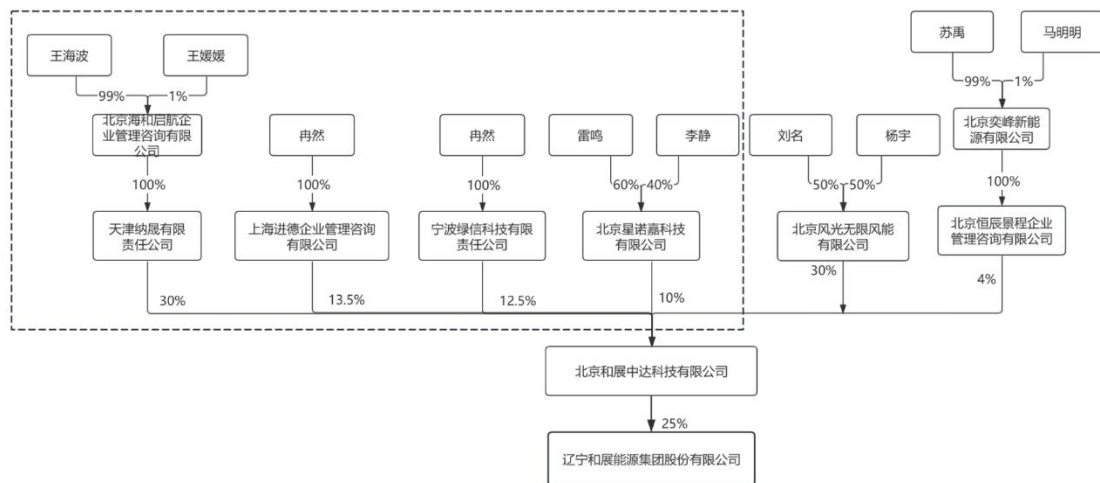 苏禹
马明明
王海波
王媛媛
99%
1%
99%
1%
北京海和启航企
业管理咨询有限
公司
冉然
冉然
雷鸣
李静
刘名
杨宇
北京奕峰新能
源有限公司
100%
100%
100%
60%
40%
50%
50%
100%
天津纳晟有限
责任公司
上海进德企业管理咨询
有限公司
宁波绿信科技有限
责任公司
北京星诺嘉科技
有限公司
北京风光无限风能
有限公司
北京恒辰景程企业
管理咨询有限公司
30%
13.5%
12.5%
10%
30%
4%
北京和展中达科技有限公司
25%
辽宁和展能源集团股份有限公司